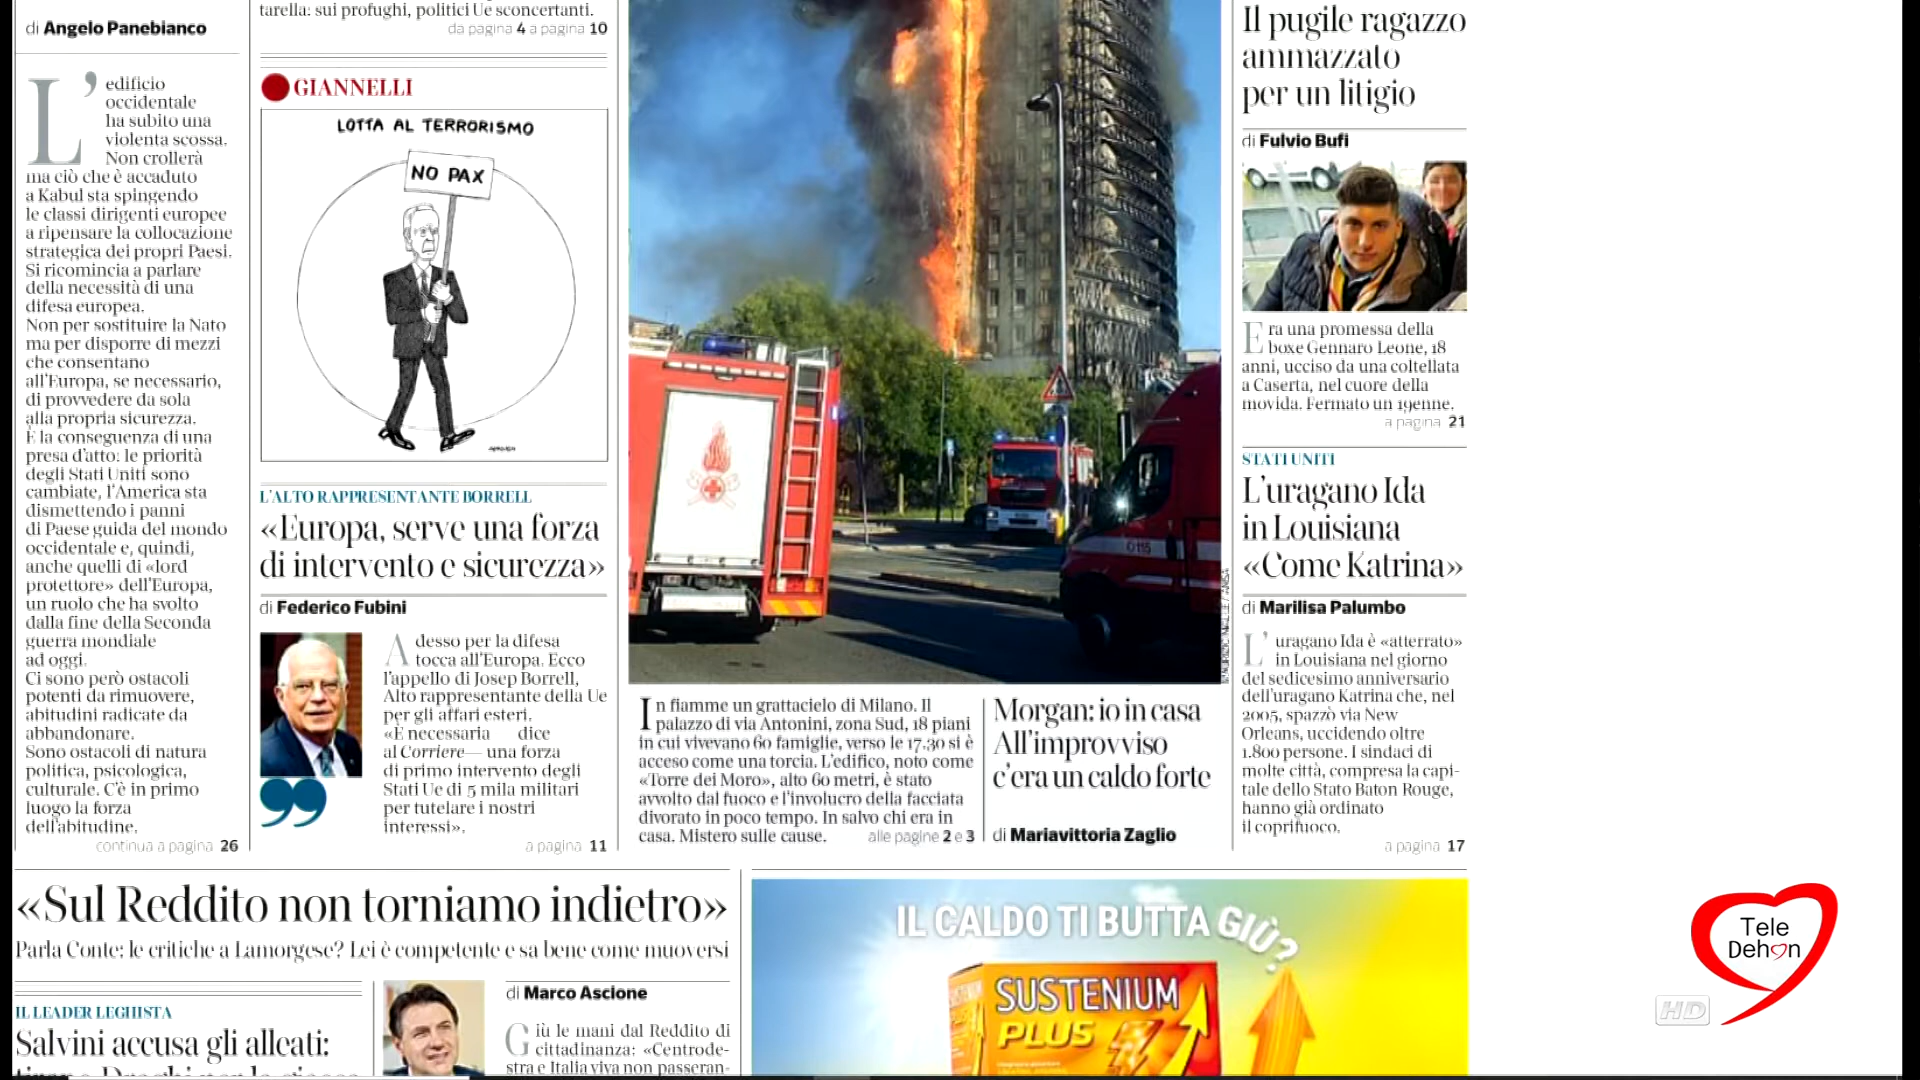 di Angelo Panebianco
L'edificio
occidentale
ha subito una
violenta scossa.
Non crollerà
ma ciò che è accaduto
a Kabul sta spingendo
le classi dirigenti europee
a ripensare la collocazione
strategica dei propri Paesi.
Si ricomincia a parlare
della necessità di una
difesa europea.
Non per sostituire la Nato
ma per disporre di mezzi
che consentano
all'Europa, se necessario,
di provvedere da sola
alla propria sicurezza.
È la conseguenza di una
presa d'atto: le priorità
degli Stati Uniti sono
cambiate, l'America sta
dismettendo i panni
di Paese guida del mondo
occidentale e, quindi,
anche quelli di «lord
protettore» dell'Europa,
un ruolo che ha svolto
dalla fine della Seconda
guerra mondiale
ad oggi.
Ci sono però ostacoli
potenti da rimuovere,
abitudini radicate da
abbandonare.
Sono ostacoli di natura
politica, psicologica,
culturale. C'è in primo
luogo la forza
dell'abitudine.
continua a pagina 26
tarella: sui profughi, politici Ue sconcertanti.
da pagina 4 a pagina 10
GIANNELLI
LOTTA AL TERRORISMO
NO PAX
L'ALTO RAPPRESENTANTE BORRELL
«Europa, serve una forza
di intervento e sicurezza»
di Federico Fubini
Adesso per la difesa
tocca all'Europa. Ecco
l'appello di Josep Borrell,
Alto rappresentante della Ue
per gli affari esteri.
«È necessaria dice
al Corriere— una forza
di primo intervento degli
Stati Ue di 5 mila militari
per tutelare i nostri
interessi».
a pagina 11
0115
In fiamme un grattacielo di Milano. Il
palazzo di via Antonini, zona Sud, 18 piani
in cui vivevano 60 famiglie, verso le 17.30 si è
acceso come una torcia. L'edifico, noto come
«Torre dei Moro», alto 60 metri, è stato
avvolto dal fuoco e l'involucro della facciata
divorato in poco tempo. In salvo chi era in
casa. Mistero sulle cause. alle pagine 2 e 3
Morgan: io in casa
All'improvviso
c'era un caldo forte
di Mariavittoria Zaglio
Il pugile ragazzo
ammazzato
per un litigio
di Fulvio Bufi
Era una promessa della
boxe Gennaro Leone, 18
anni, ucciso da una coltellata
a Caserta, nel cuore della
movida. Fermato un 19enne.
a pagina 21
STATI UNITI
L'uragano Ida
in Louisiana
«Come Katrina»
di Marilisa Palumbo
L'uragano Ida è «atterrato»
in Louisiana nel giorno
del sedicesimo anniversario
dell'uragano Katrina che, nel
2005, spazzò via New
Orleans, uccidendo oltre
1.800 persone. I sindaci di
molte città, compresa la capi-
tale dello Stato Baton Rouge,
hanno già ordinato
il coprifuoco.
a pagina 17
«Sul Reddito non torniamo indietro»
Parla Conte: le critiche a Lamorgese? Lei è competente e sa bene come muoversi
IL LEADER LEGHISTA
Salvini accusa gli alleati:
di Marco Ascione
Giù le mani dal Reddito di
cittadinanza: «Centrode-
stra e Italia viva non passeran-
IL CALDO TI BUTTA GIÙ?
SUSTENIUM
PLUS
Tele
Dehon
HD